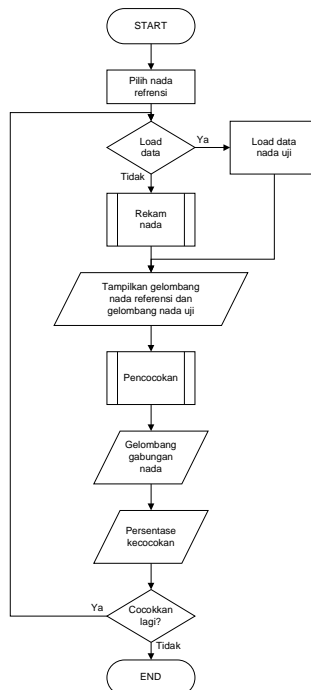 START
Pilih nada
refrensi
Load
data
Ya
Load data
nada uji
Tidak
Rekam
nada
Tampilkan gelombang
nada referensi dan
gelombang nada uji
Pencocokan
Gelombang
gabungan
nada
Persentase
kecocokan
Ya
Cocokkan
lagi?
Tidak
END